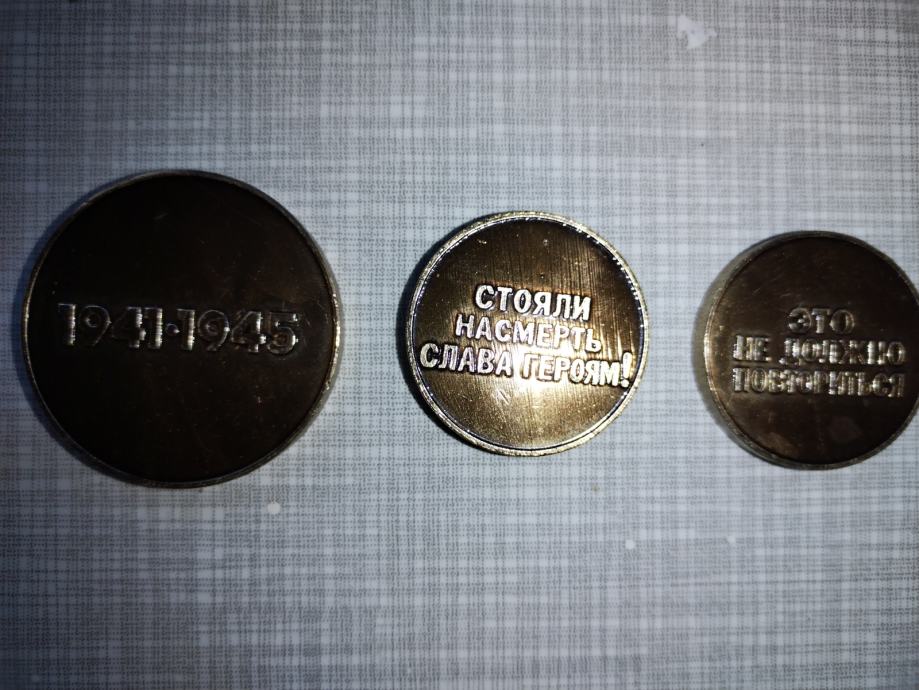 1941·1945
СТОЯЛИ
НАСМЕРТЬ
СЛАВА ГЕРОЯМ!
ЭТО
НЕ ДОЛЖНО
ПОВТОРИТЬСЯ